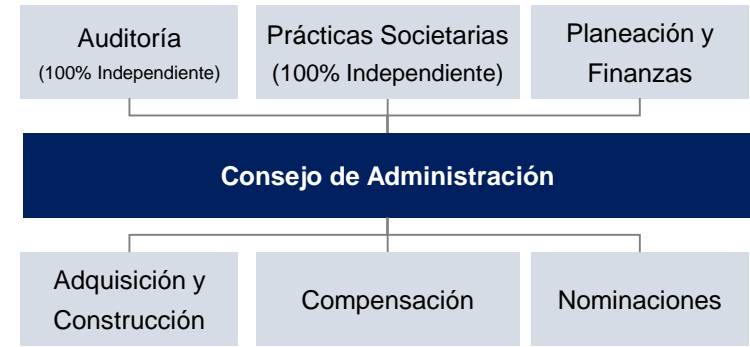 Auditoría
(100% Independiente)
Prácticas Societarias
(100% Independiente)
Planeación y
Finanzas
Consejo de Administración
Adquisición y
Construcción
Compensación
Nominaciones